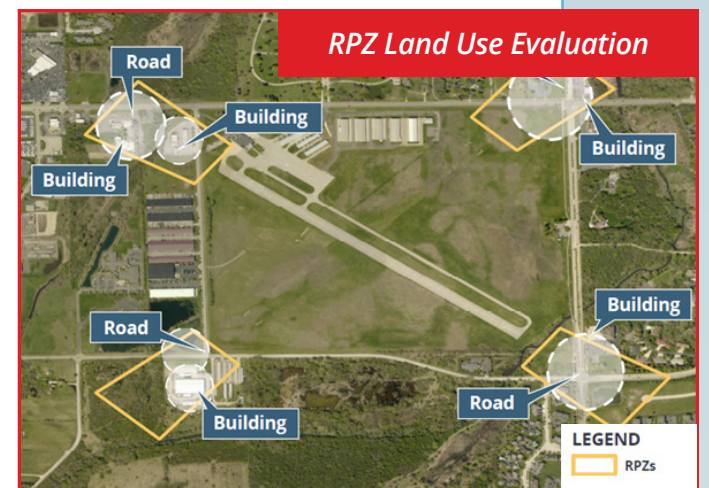 RPZ Land Use Evaluation
Road
Building
Building
Building
Road
Building
Building
Road
LEGEND
RPZs